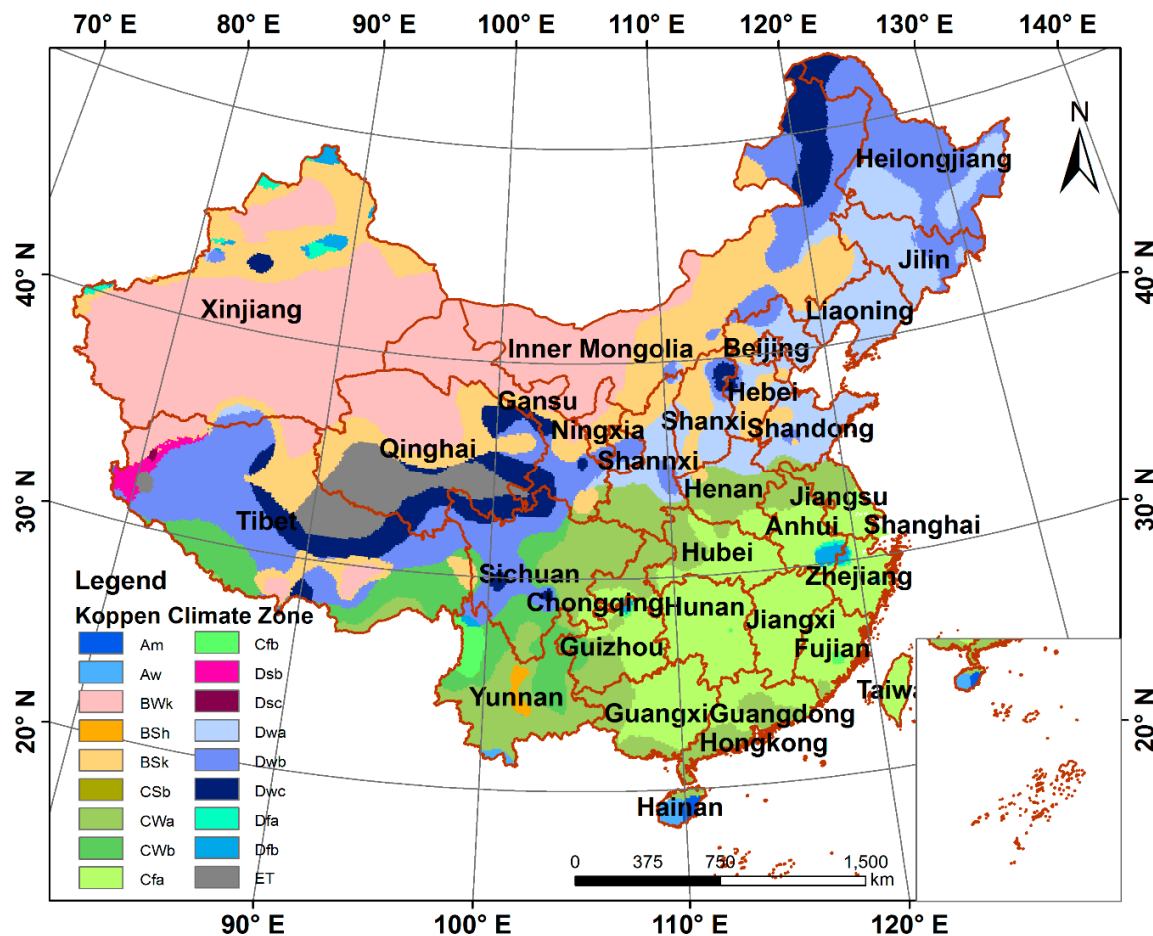 70° E 80° E 90° E 100° E 110° E 120° E 130° E 140° E
N
Heilongjiang
40° N
Jilin
40° N
Xinjiang
Liaoning
Inner Mongolia
Beijing
Hebei
Gansu
Shanxi
Shandong
Ningxia
Qinghai
Shannxi
Henan
Jiangsu
30° N
30° N
Tibet
Anhui
Shanghai
Hubei
Sichuan
Zhejiang
Chongqing
Hunan
Jiangxi
Guizhou
Fujian
Yunnan
Taiwa
Guangxi
Guangdong
20° N
20° N
Hongkong
Hainan
Legend
Koppen Climate Zone
Am
Aw
BWk
BSh
BSk
CSb
CWa
CWb
Cfa
Cfb
Dsb
Dsc
Dwa
Dwb
Dwc
Dfa
Dfb
ET
0 375 750 1,500
km
90° E 100° E 110° E 120° E